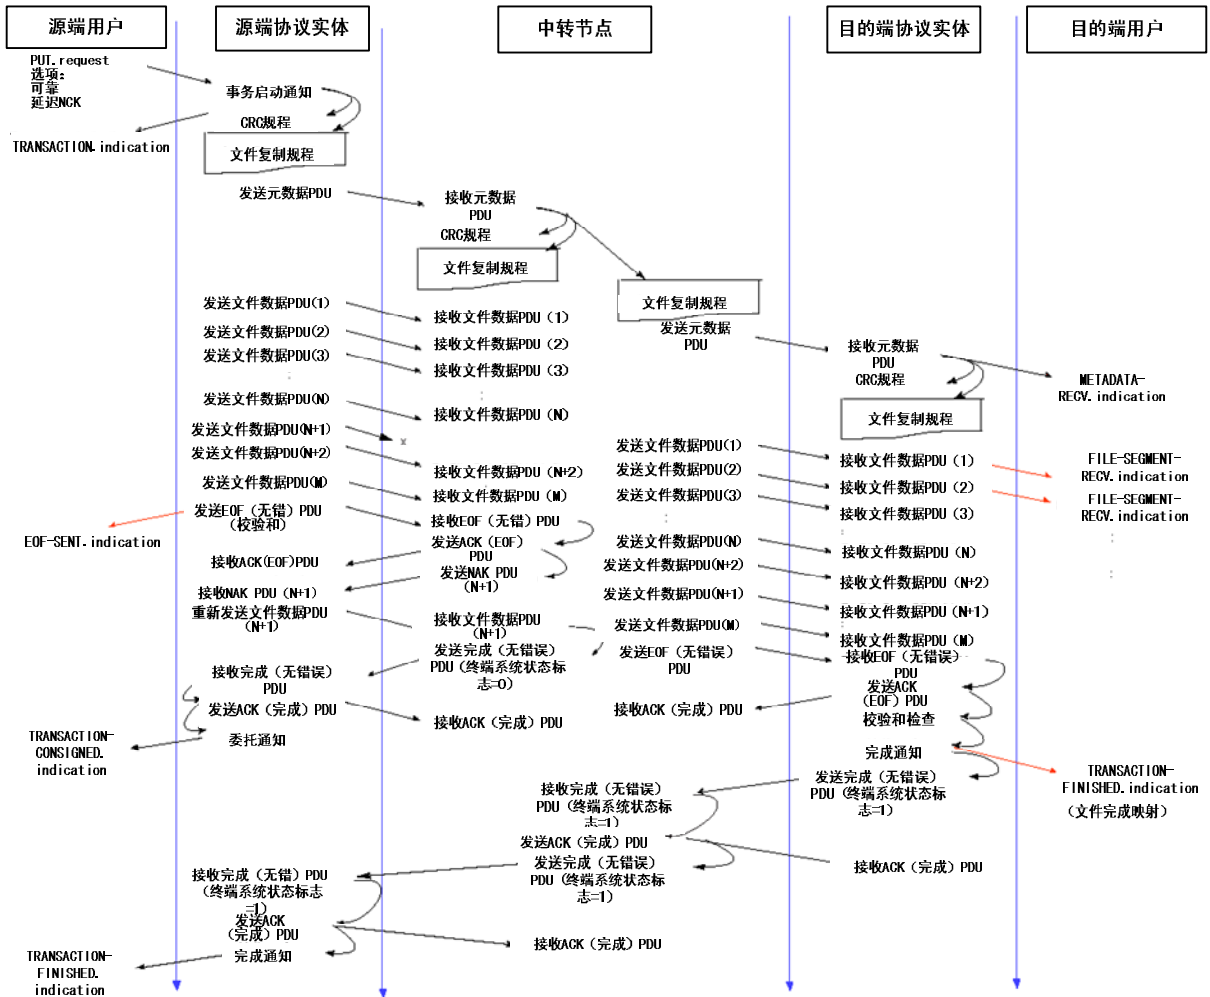 源端用户
源端协议实体
中转节点
目的端协议实体
目的端用户
PUT.request
选项:
可靠
延迟NCK
事务启动通知
CRC规程
TRANSACTION.indication
文件复制规程
发送元数据PDU
接收元数据
PDU
CRC规程
文件复制规程
文件复制规程
发送元数据
PDU
接收元数据
PDU
CRC规程
METADATA-
RECV.indication
文件复制规程
发送文件数据PDU(1)
发送文件数据PDU(2)
发送文件数据PDU(3)
发送文件数据PDU(N)
发送文件数据PDU(N+1)
发送文件数据PDU(N+2)
发送文件数据PDU(M)
发送EOF（无错）PDU
（校验和）
EOF-SENT.indication
接收文件数据PDU（1）
接收文件数据PDU（2）
接收文件数据PDU（3）
接收文件数据PDU（N）
x
接收文件数据PDU（N+2）
接收文件数据PDU（M）
接收EOF（无错）PDU
发送ACK（EOF）
PDU
发送NAK PDU
（N+1）
接收ACK(EOF)PDU
接收NAK PDU（N+1）
重新发送文件数据PDU
（N+1）
接收文件数据PDU
（N+1）
发送完成（无错误）
PDU（终端系统状态标
志=0）
接收完成（无错误）
PDU
发送ACK（完成）PDU
接收ACK（完成）PDU
委托通知
TRANSACTION-
CONSIGNED.
indication
发送文件数据PDU(1)
发送文件数据PDU(2)
发送文件数据PDU(3)
发送文件数据PDU(N)
发送文件数据PDU(N+2)
发送文件数据PDU(N+1)
发送文件数据PDU(M)
发送EOF（无错误）
PDU
接收ACK（完成）PDU
接收文件数据PDU（1）
接收文件数据PDU（2）
接收文件数据PDU（3）
接收文件数据PDU（N）
接收文件数据PDU（N+2）
接收文件数据PDU（N+1）
接收文件数据PDU（M）
接收EOF（无错误）
PDU
发送ACK
（EOF）PDU
校验和检查
完成通知
FILE-SEGMENT-
RECV.indication
FILE-SEGMENT-
RECV.indication
TRANSACTION-
FINISHED.indication
（文件完成映射）
发送完成（无错误）
PDU（终端系统状态标
志=1）
接收完成（无错误）
PDU（终端系统状态标
志=1）
发送ACK（完成）PDU
接收ACK（完成）PDU
发送完成（无错误）
PDU（终端系统状态标
志=1）
接收完成（无错）PDU
（终端系统状态标志
=1）
发送ACK
（完成）PDU
接收ACK（完成）PDU
完成通知
TRANSACTION-
FINISHED.
indication